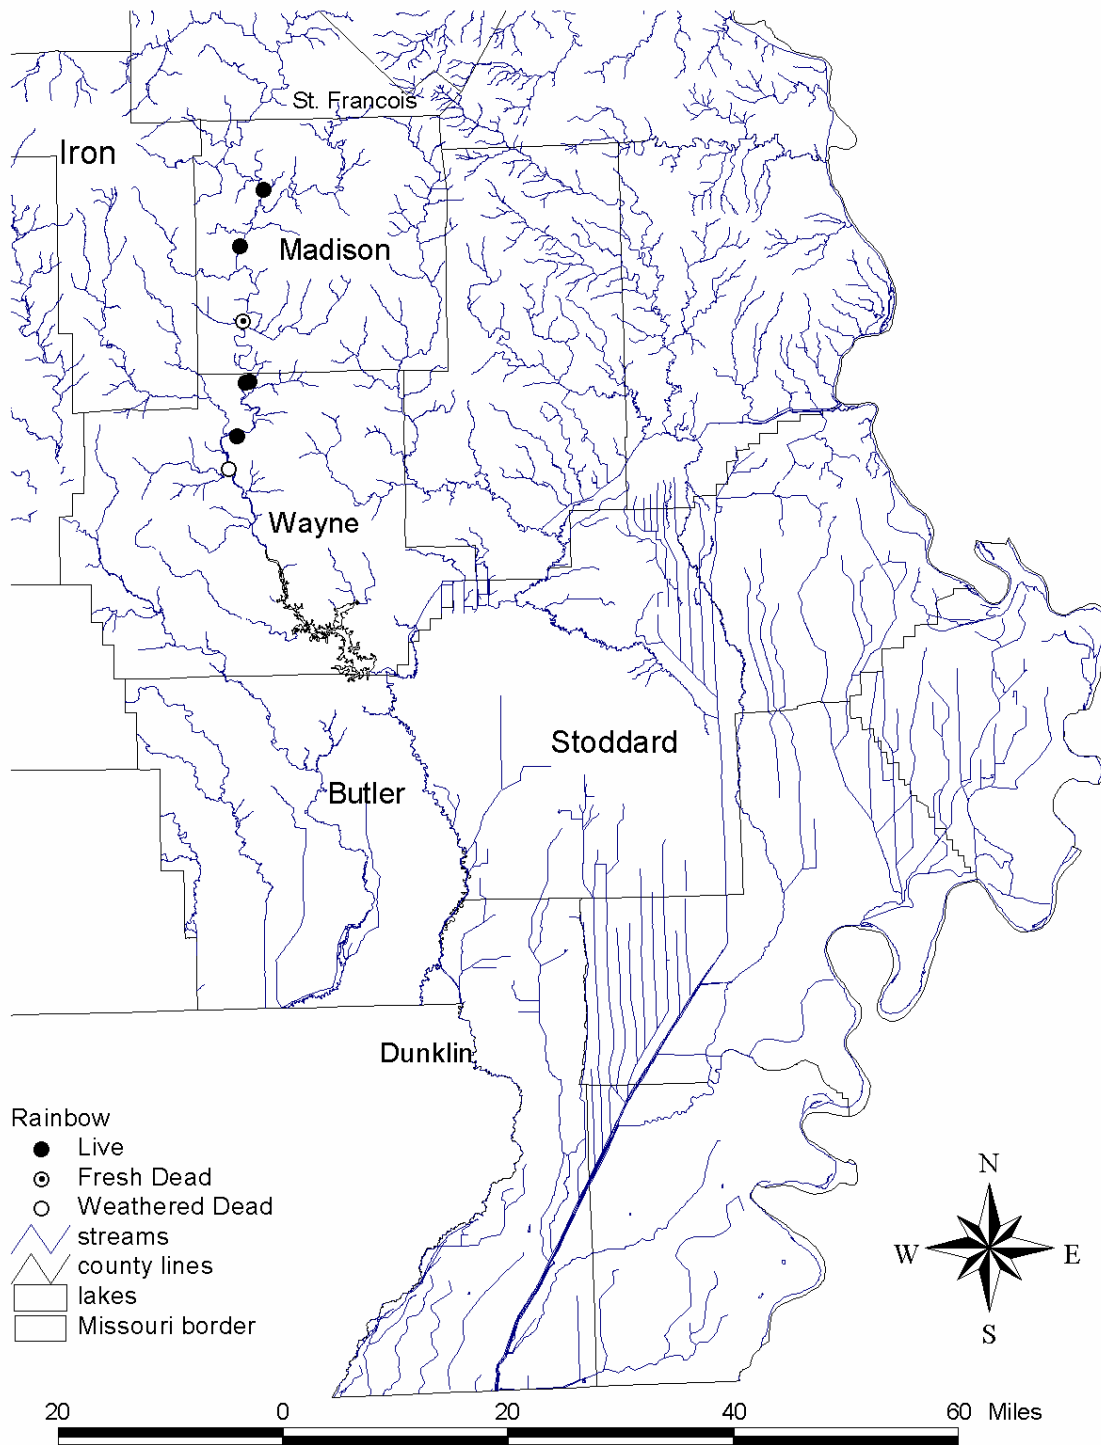 St. Francois
Iron
Madison
Wayne
Stoddard
Butler
Dunklin
Rainbow
Live
Fresh Dead
Weathered Dead
streams
county lines
lakes
Missouri border
N
W E
S
20 0 20 40 60 Miles